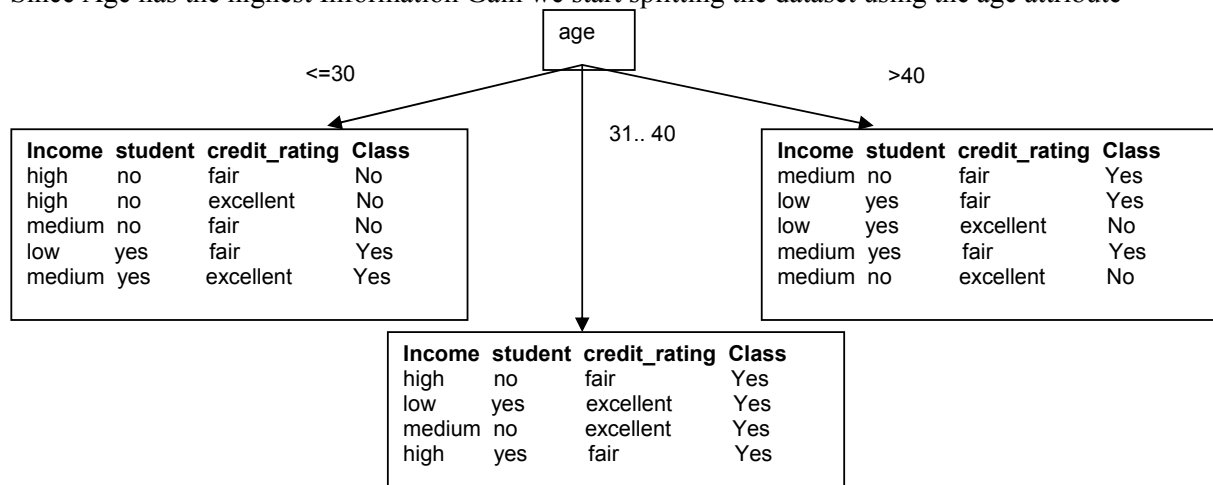 Since Age has the highest Information Gain we start splitting the dataset using the age attribute
age
<=30
>40
31.. 40
Income student credit_rating Class
high no fair No
high no excellent No
medium no fair No
low yes fair Yes
medium yes excellent Yes
Income student credit_rating Class
medium no fair Yes
low yes fair Yes
low yes excellent No
medium yes fair Yes
medium no excellent No
Income student credit_rating Class
high no fair Yes
low yes excellent Yes
medium no excellent Yes
high yes fair Yes